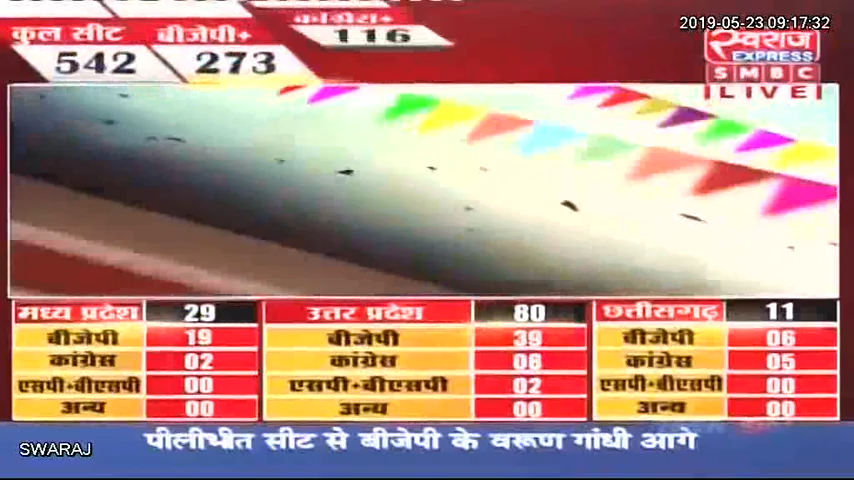 2019-05-23 09:17:32
कुल सीट बीजेपी+ कांग्रेस+
542 273 116
स्वराज
EXPRESS
SMBC
LIVE
मध्य प्रदेश 29
बीजेपी 19
कांग्रेस 02
एसपी+बीएसपी 00
अन्य 00
उत्तर प्रदेश 80
बीजेपी 39
कांग्रेस 06
एसपी+बीएसपी 02
अन्य 00
छत्तीसगढ़ 11
बीजेपी 06
कांग्रेस 05
एसपी+बीएसपी 00
अन्य 00
पीलीभीत सीट से बीजेपी के वरूण गांधी आगे
SWARAJ